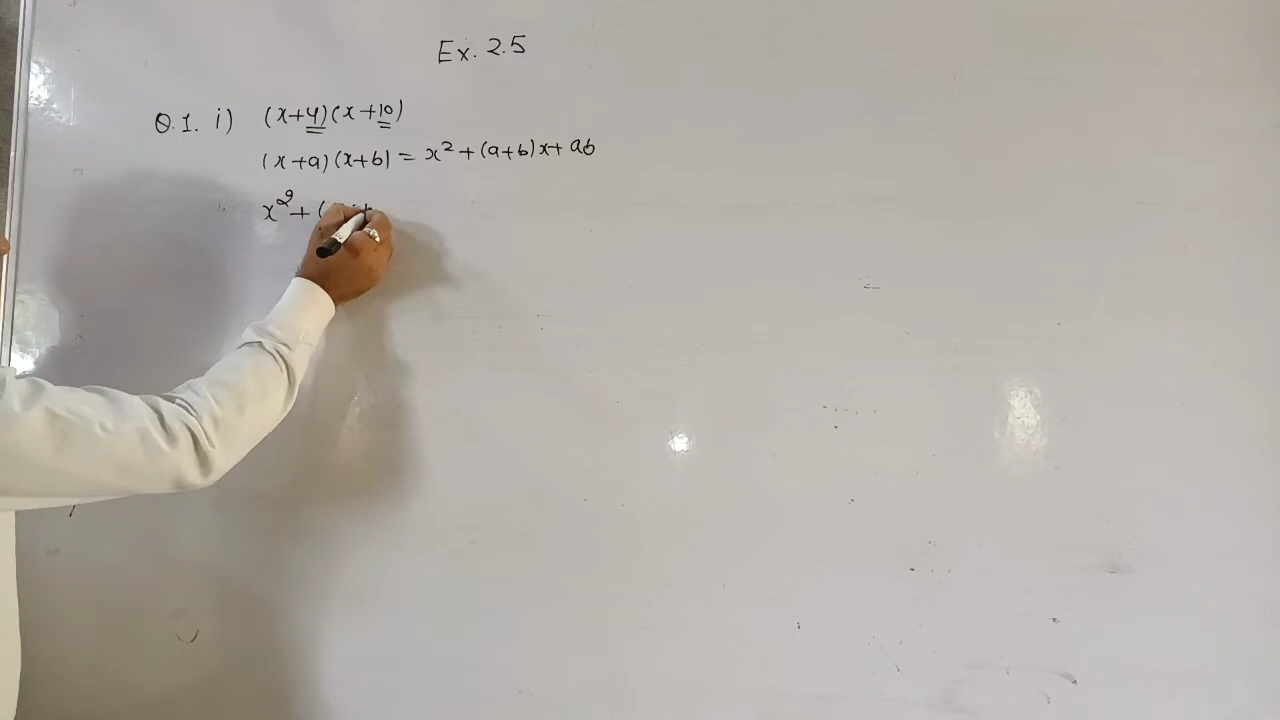 Ex. 2.5
Q.1. i) (x+4)(x+10)
(x+a)(x+b) = x²+(a+b)x+ab
x²+(